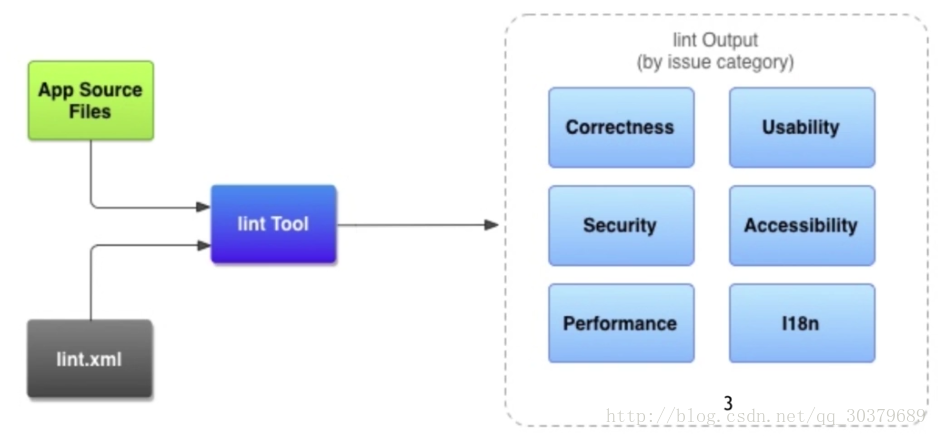 lint Output
(by issue category)
App Source
Files
Correctness
Usability
lint Tool
Security
Accessibility
lint.xml
Performance
I18n
3
http://blog.csdn.net/qq_30379689